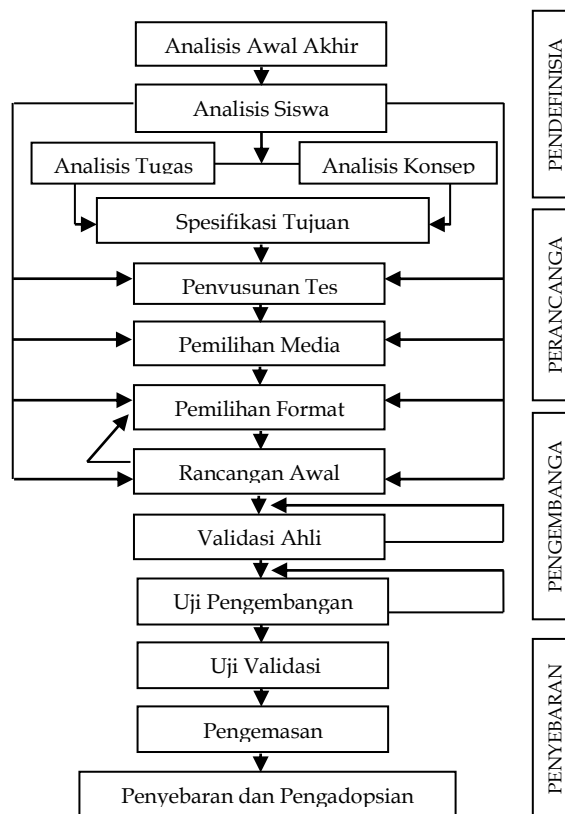 Analisis Awal Akhir
Analisis Siswa
Analisis Tugas
Analisis Konsep
Spesifikasi Tujuan
Penyusunan Tes
Pemilihan Media
Pemilihan Format
Rancangan Awal
Validasi Ahli
Uji Pengembangan
Uji Validasi
Pengemasan
Penyebaran dan Pengadopsian
PENDEFINISIA
PERANCANGA
PENGEMBANGA
PENYEBARAN